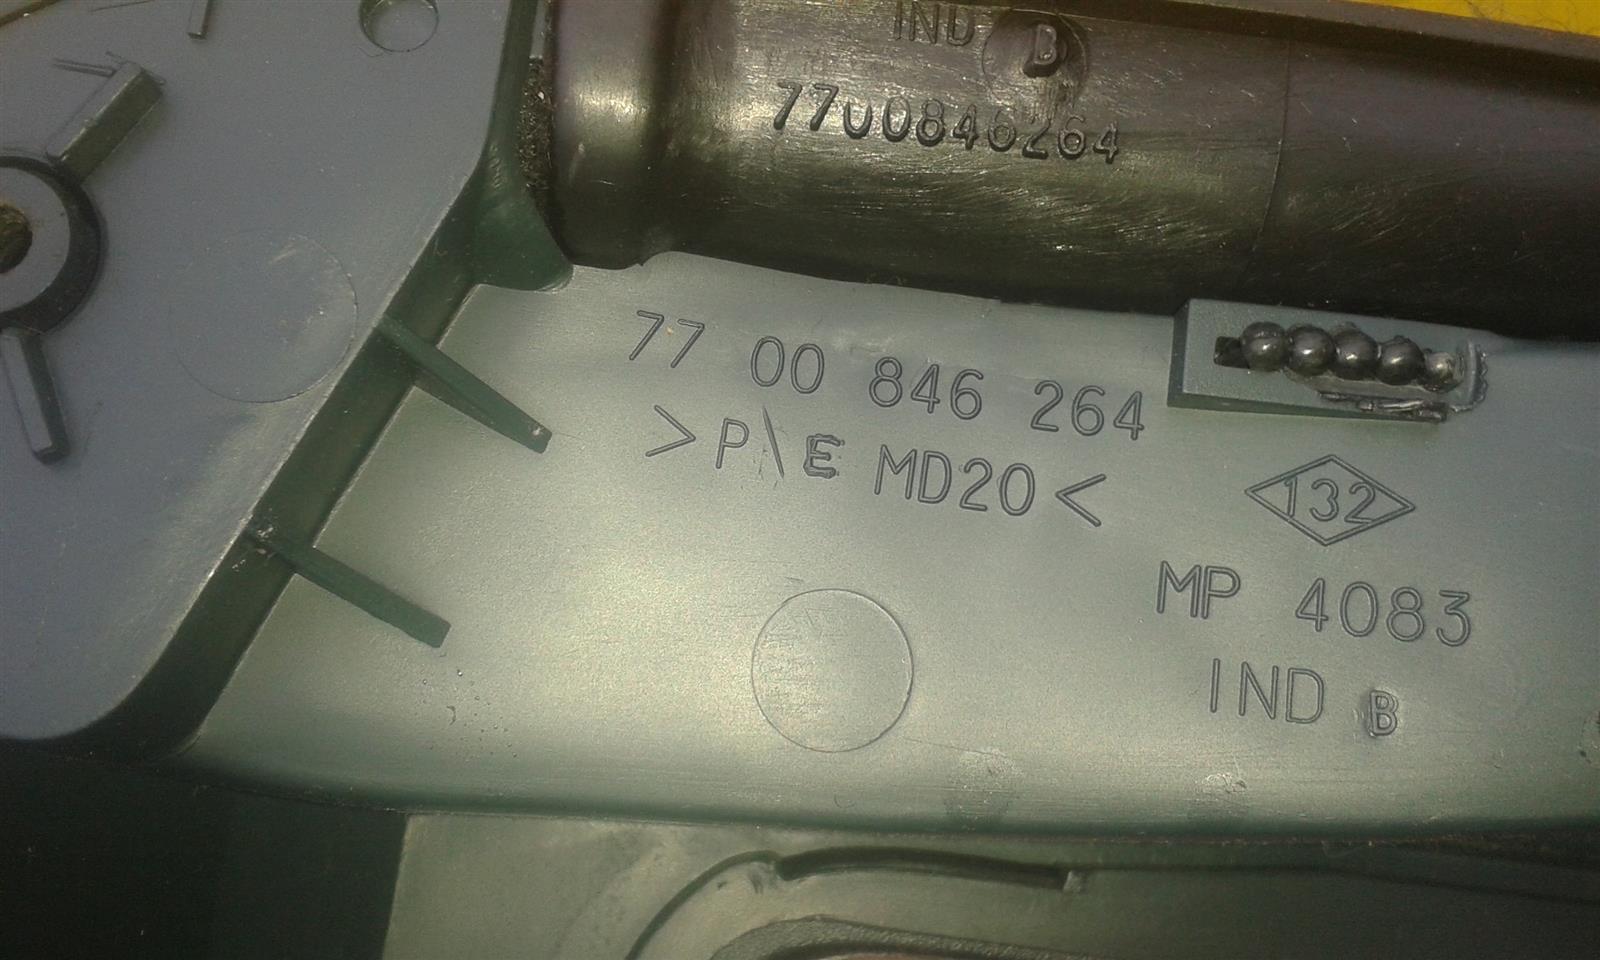 IND B
7700846264
77 00 846 264
>P\E MD20<
132
MP 4083
IND B